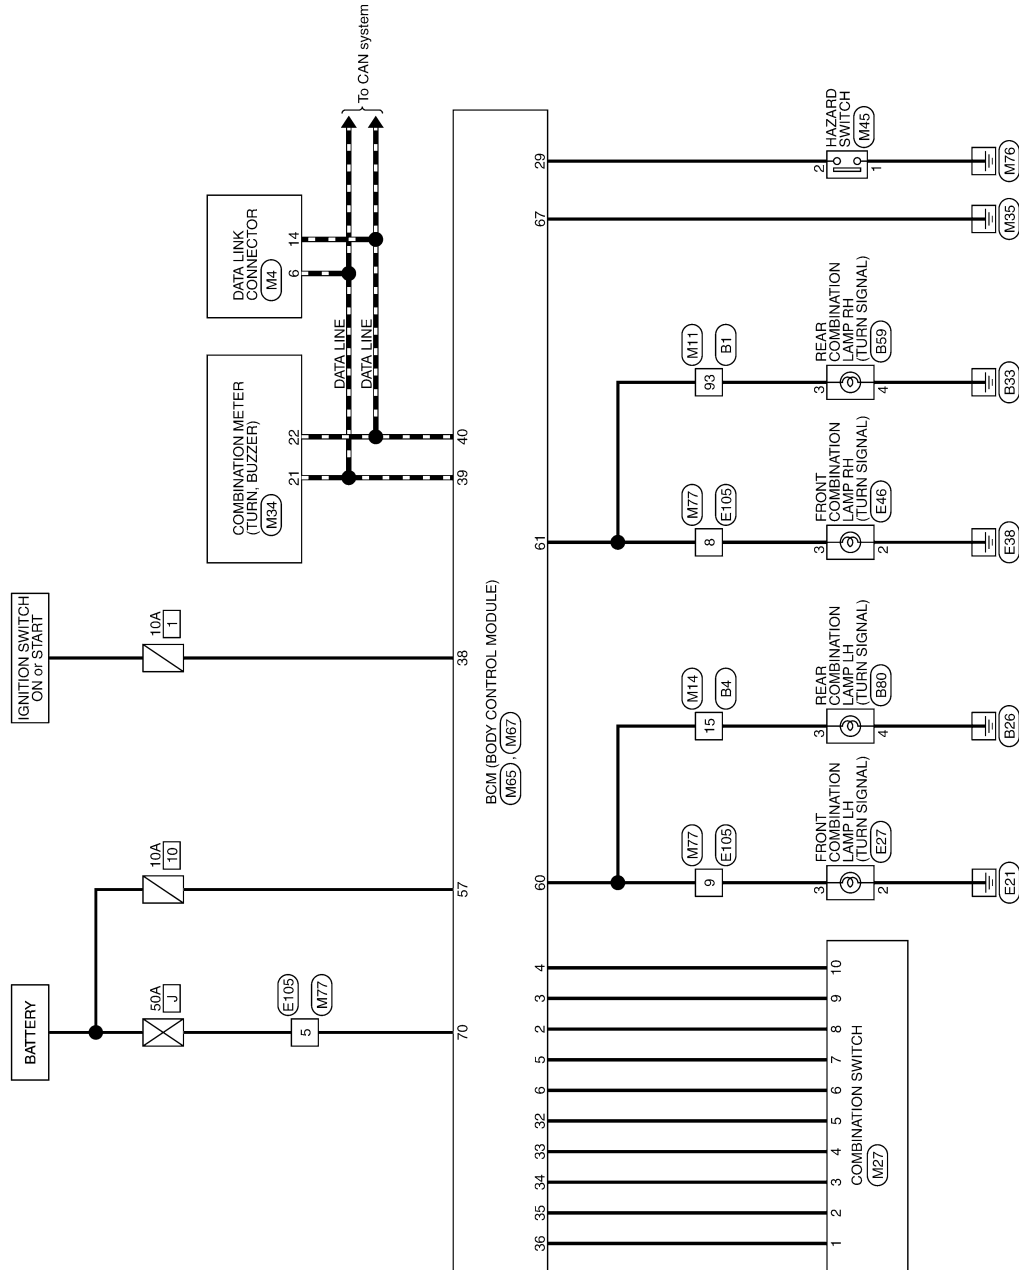 BATTERY
50A
J
E105
5
M77
70
10A
10
57
IGNITION SWITCH
ON or START
10A
1
38
COMBINATION METER
(TURN, BUZZER)
M34
21
22
39
40
DATA LINK
CONNECTOR
M4
6
14
DATA LINE
DATA LINE
To CAN system
BCM (BODY CONTROL MODULE)
M65 , M67
36
35
34
33
32
6
5
2
3
4
60
61
67
29
1
2
3
4
5
6
7
8
9
10
COMBINATION SWITCH
M27
M77
9
E105
3
2
FRONT
COMBINATION
LAMP LH
(TURN SIGNAL)
E27
E21
M14
15
B4
3
4
REAR
COMBINATION
LAMP LH
(TURN SIGNAL)
B80
B26
M77
8
E105
3
2
FRONT
COMBINATION
LAMP RH
(TURN SIGNAL)
E46
E38
M11
93
B1
3
4
REAR
COMBINATION
LAMP RH
(TURN SIGNAL)
B59
B33
M35
2
1
HAZARD
SWITCH
M45
M76